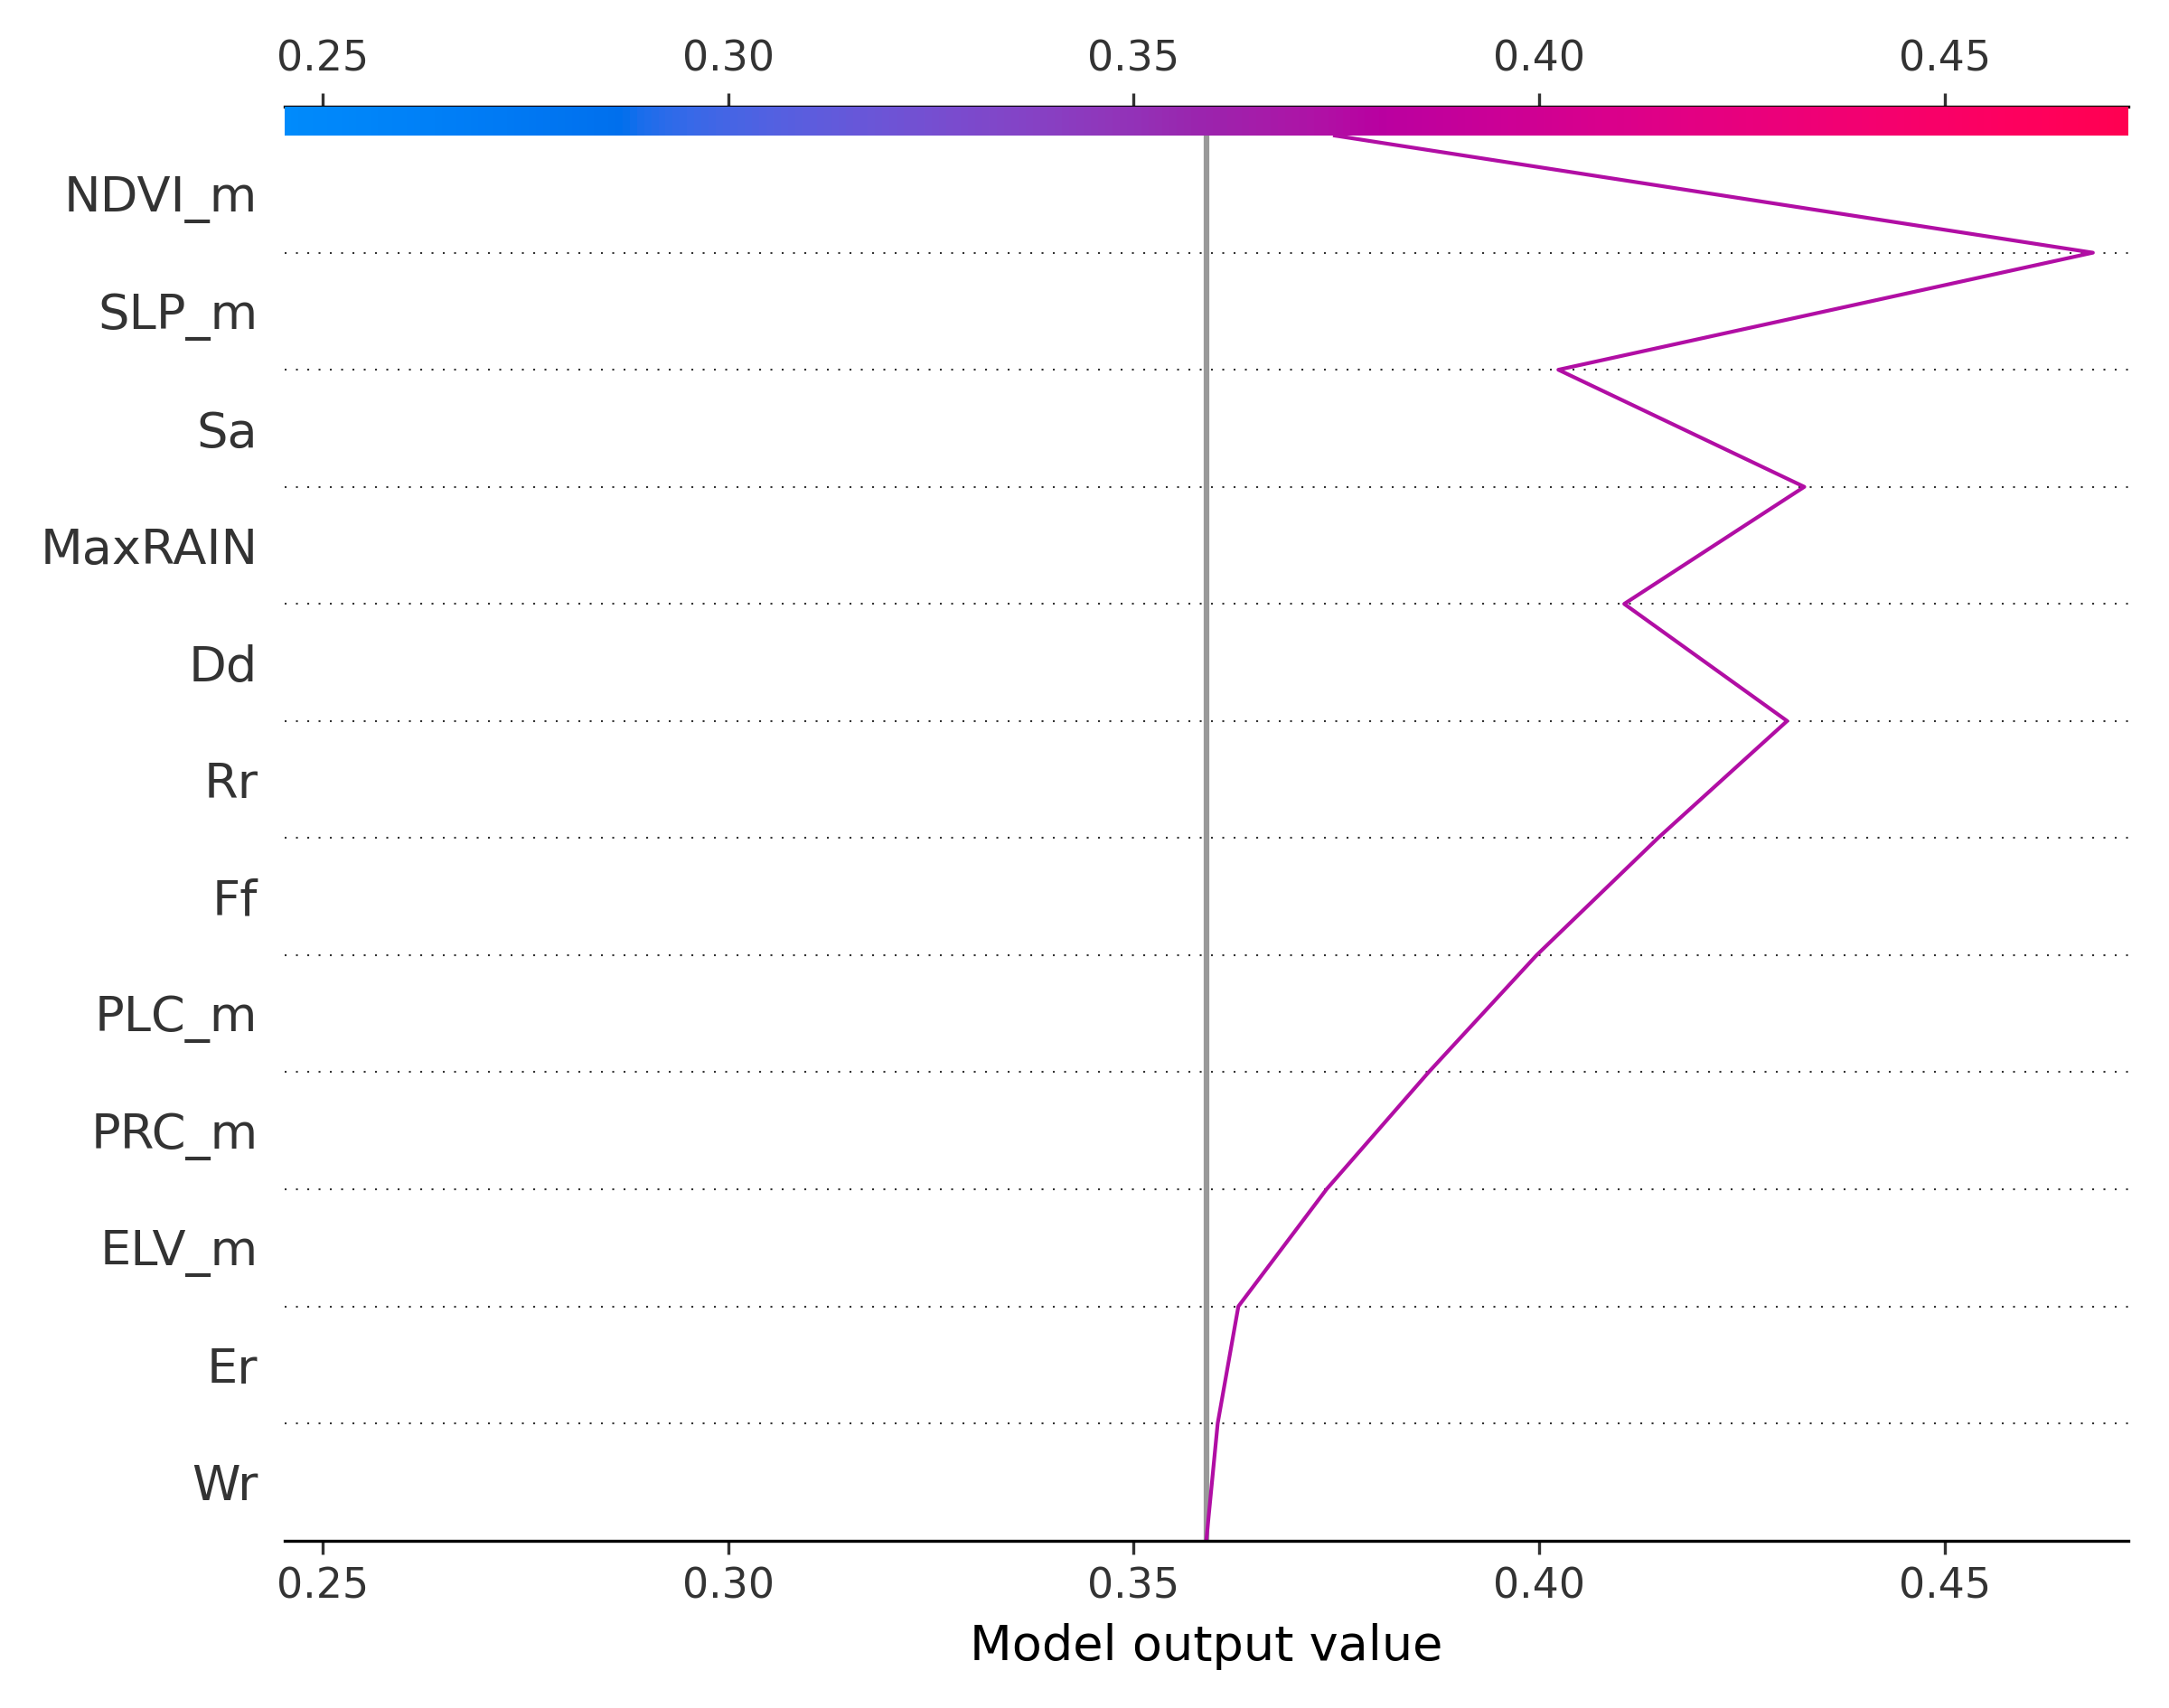 0.25 0.30 0.35 0.40 0.45
NDVI_m
SLP_m
Sa
MaxRAIN
Dd
Rr
Ff
PLC_m
PRC_m
ELV_m
Er
Wr
0.25 0.30 0.35 0.40 0.45
Model output value